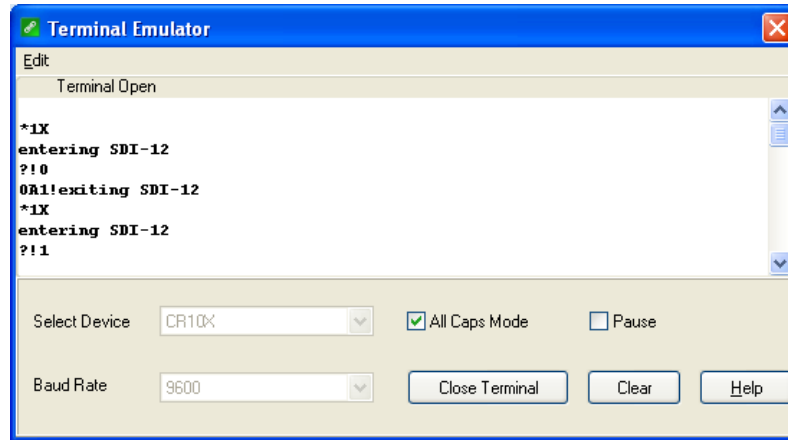 Terminal Emulator
Edit
Terminal Open
*1X
entering SDI-12
?!0
0A1!exiting SDI-12
*1X
entering SDI-12
?!1
Select Device CR10X All Caps Mode Pause
Baud Rate 9600 Close Terminal Clear Help